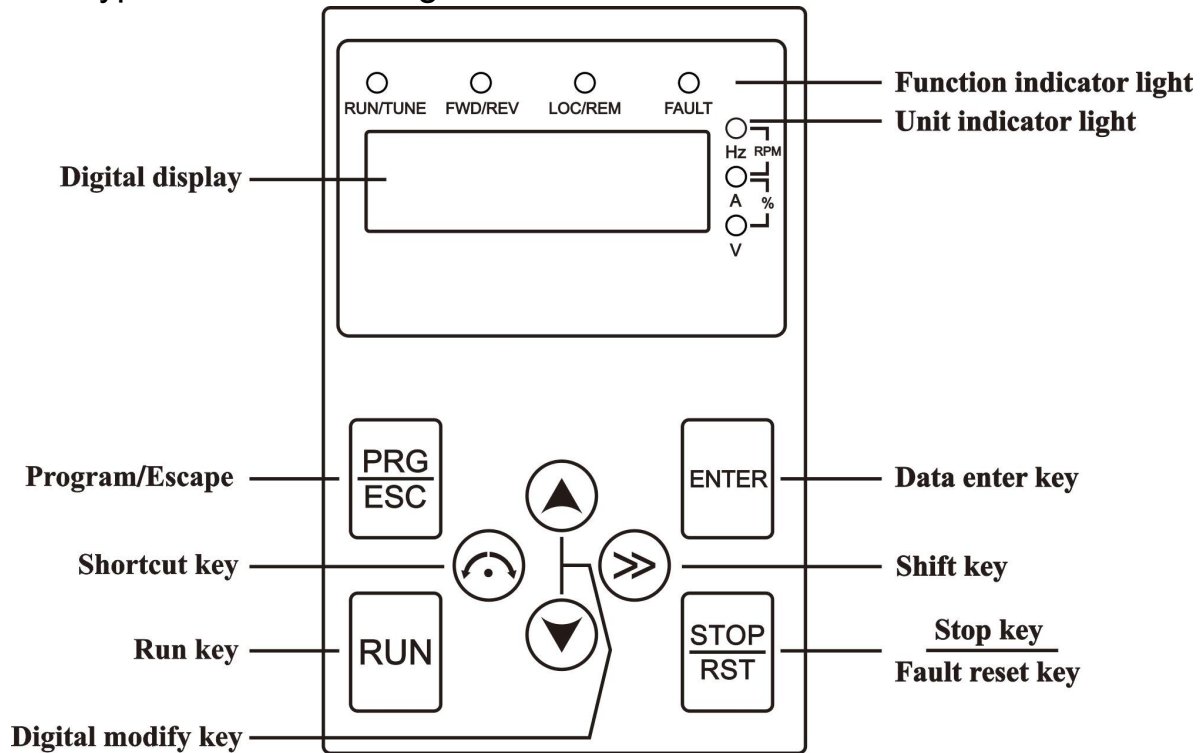 RUN/TUNE FWD/REV LOC/REM FAULT
Function indicator light
Unit indicator light
Hz RPM
Digital display
A %
V
PRG
ESC
Program/Escape
ENTER
Data enter key
Shortcut key
Shift key
Run key
RUN
STOP
RST
Stop key
Fault reset key
Digital modify key